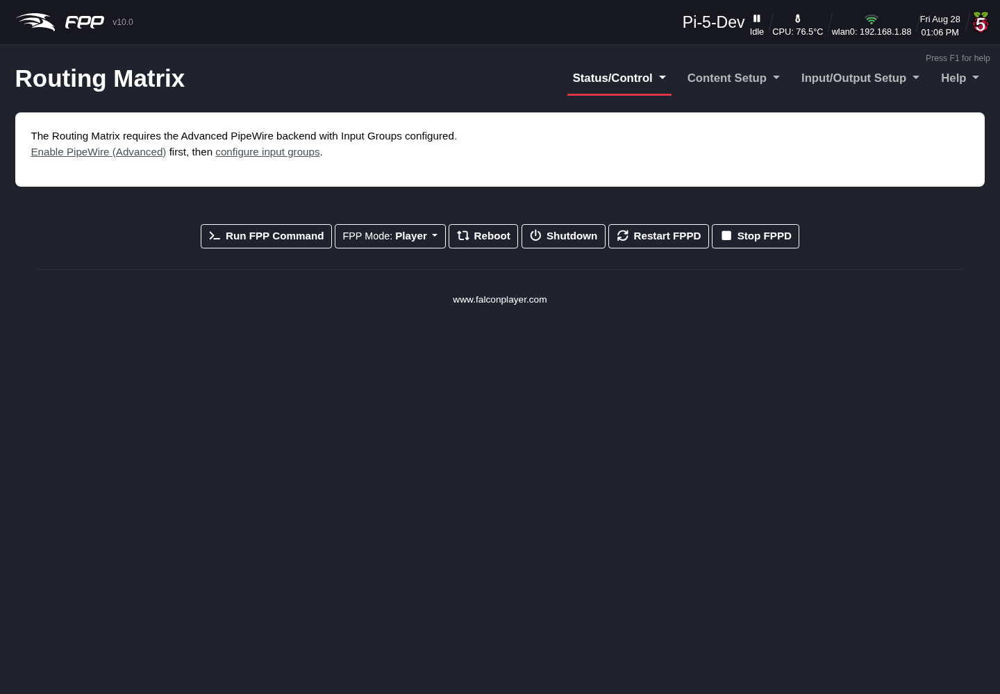 FPP v10.0
Pi-5-Dev
Idle
CPU: 76.5°C
wlan0: 192.168.1.88
Fri Aug 28
01:06 PM
5
Press F1 for help
Routing Matrix
Status/Control
Content Setup
Input/Output Setup
Help
The Routing Matrix requires the Advanced PipeWire backend with Input Groups configured.
Enable PipeWire (Advanced) first, then configure input groups.
Run FPP Command
FPP Mode: Player
Reboot
Shutdown
Restart FPPD
Stop FPPD
www.falconplayer.com